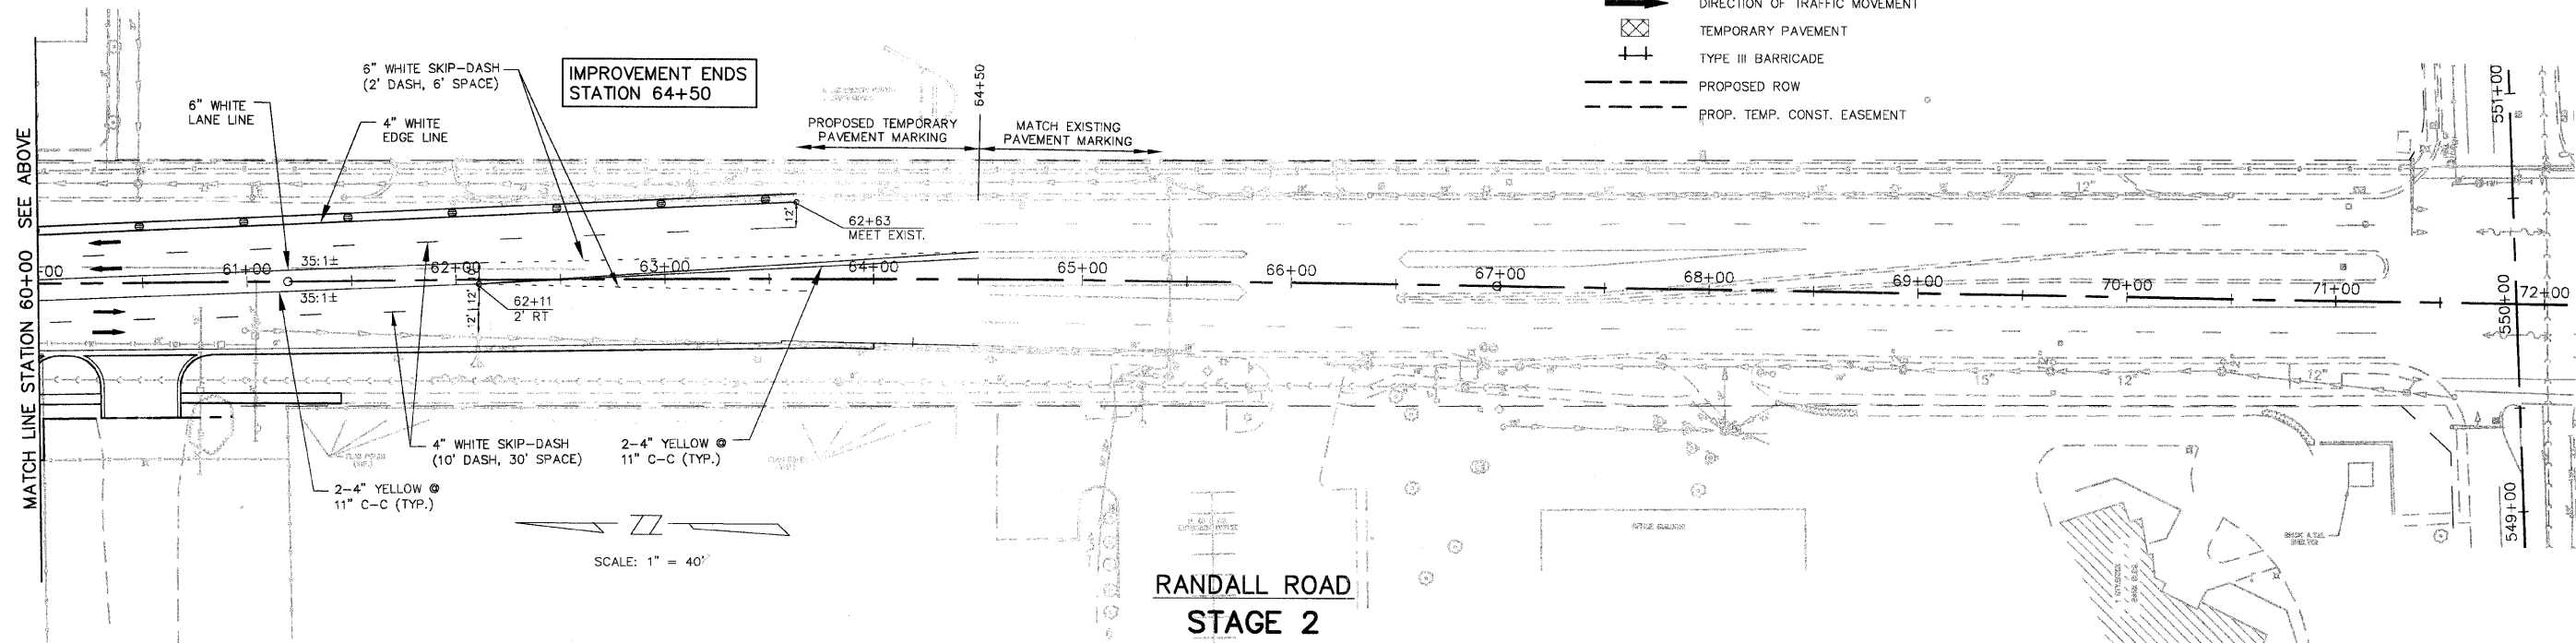 DIRECTION OF TRAFFIC MOVEMENT
TEMPORARY PAVEMENT
TYPE III BARRICADE
PROPOSED ROW
PROP. TEMP. CONST. EASEMENT
6" WHITE SKIP-DASH
(2' DASH, 6' SPACE)
IMPROVEMENT ENDS
STATION 64+50
6" WHITE
LANE LINE
4" WHITE
EDGE LINE
PROPOSED TEMPORARY
PAVEMENT MARKING
64+50
MATCH EXISTING
PAVEMENT MARKING
551+00
MATCH LINE STATION 60+00 SEE ABOVE
12"
12'
62+63
MEET EXIST.
+00
35:1±
61+00
62+00
63+00
64+00
65+00
66+00
67+00
68+00
69+00
70+00
71+00
72+00
550+00
35:1±
12'
12'
62+11
2' RT
15"
12"
12"
4" WHITE SKIP-DASH
(10' DASH, 30' SPACE)
2-4" YELLOW @
11" C-C (TYP.)
2-4" YELLOW @
11" C-C (TYP.)
549+00
OFFICE BUILDING
BRICK A.T.M.
SHELTER
SCALE: 1" = 40'
RANDALL ROAD
STAGE 2